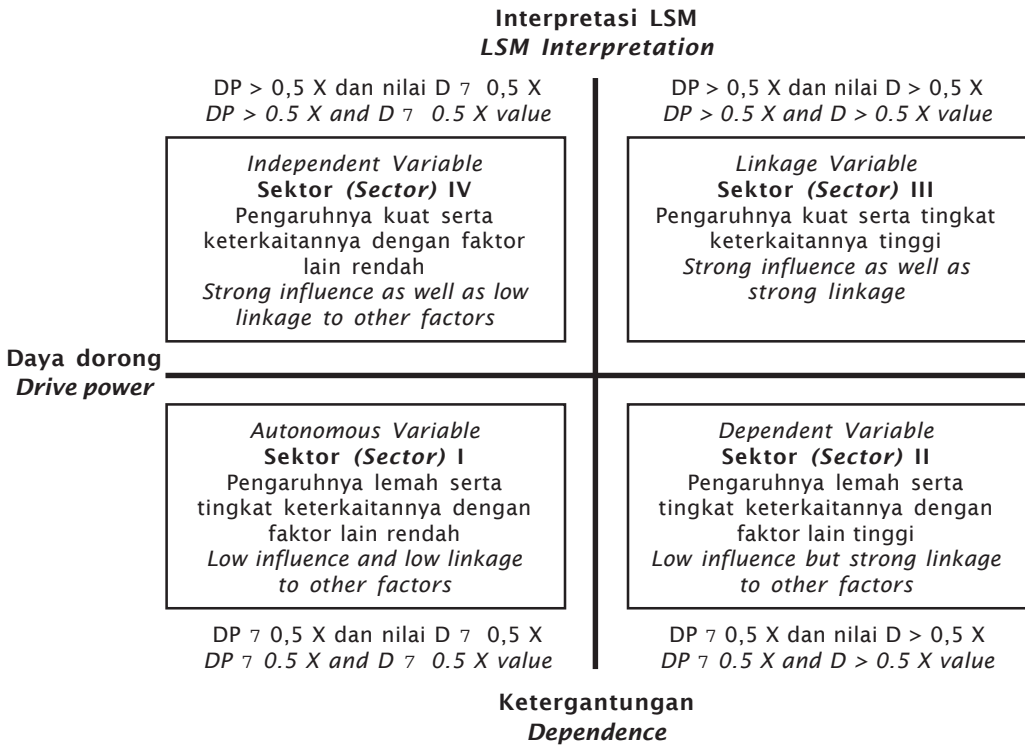 Interpretasi LSM
LSM Interpretation
DP > 0,5 X dan nilai D 7 0,5 X
DP > 0.5 X and D 7 0.5 X value
DP > 0,5 X dan nilai D > 0,5 X
DP > 0.5 X and D > 0.5 X value
Independent Variable
Sektor (Sector) IV
Pengaruhnya kuat serta
keterkaitannya dengan faktor
lain rendah
Strong influence as well as low
linkage to other factors
Linkage Variable
Sektor (Sector) III
Pengaruhnya kuat serta tingkat
keterkaitannya tinggi
Strong influence as well as
strong linkage
Daya dorong
Drive power
Autonomous Variable
Sektor (Sector) I
Pengaruhnya lemah serta
tingkat keterkaitannya dengan
faktor lain rendah
Low influence and low linkage
to other factors
Dependent Variable
Sektor (Sector) II
Pengaruhnya lemah serta
tingkat keterkaitannya dengan
faktor lain tinggi
Low influence but strong linkage
to other factors
DP 7 0,5 X dan nilai D 7 0,5 X
DP 7 0.5 X and D 7 0.5 X value
DP 7 0,5 X dan nilai D > 0,5 X
DP 7 0.5 X and D > 0.5 X value
Ketergantungan
Dependence